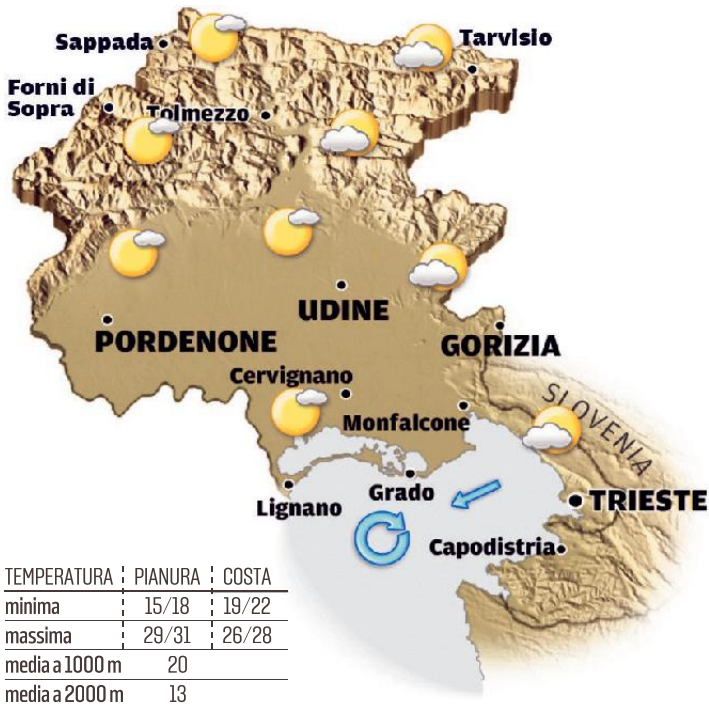 Sappada
Tarvisio
Forni di
Sopra
Tolmezzo
UDINE
PORDENONE
GORIZIA
Cervignano
SLOVENIA
Monfalcone
Lignano
Grado
TRIESTE
Capodistria
TEMPERATURA PIANURA COSTA
minima 15/18 19/22
massima 29/31 26/28
media a 1000 m 20
media a 2000 m 13